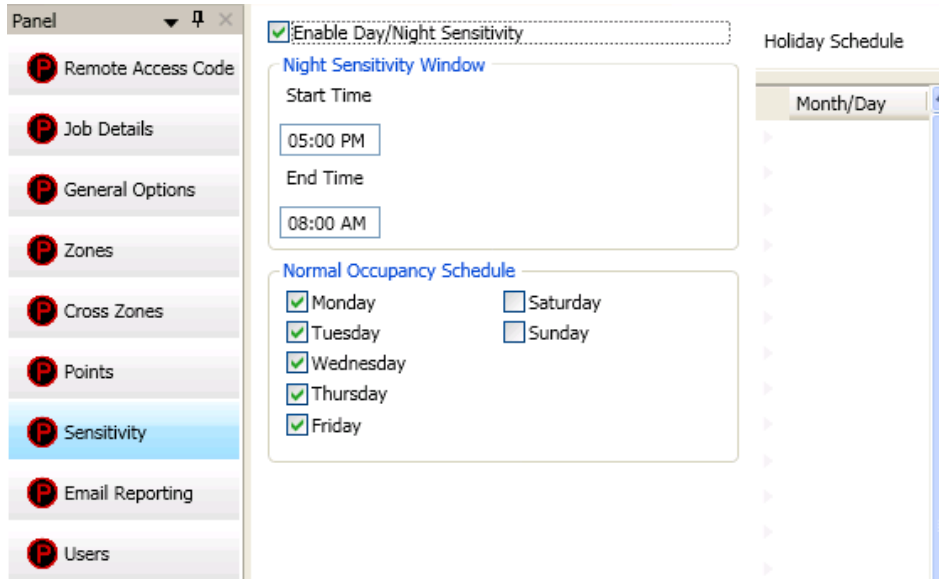 Panel
Remote Access Code
Job Details
General Options
Zones
Cross Zones
Points
Sensitivity
Email Reporting
Users
Enable Day/Night Sensitivity
Night Sensitivity Window
Start Time
05:00 PM
End Time
08:00 AM
Normal Occupancy Schedule
Monday
Saturday
Tuesday
Sunday
Wednesday
Thursday
Friday
Holiday Schedule
Month/Day